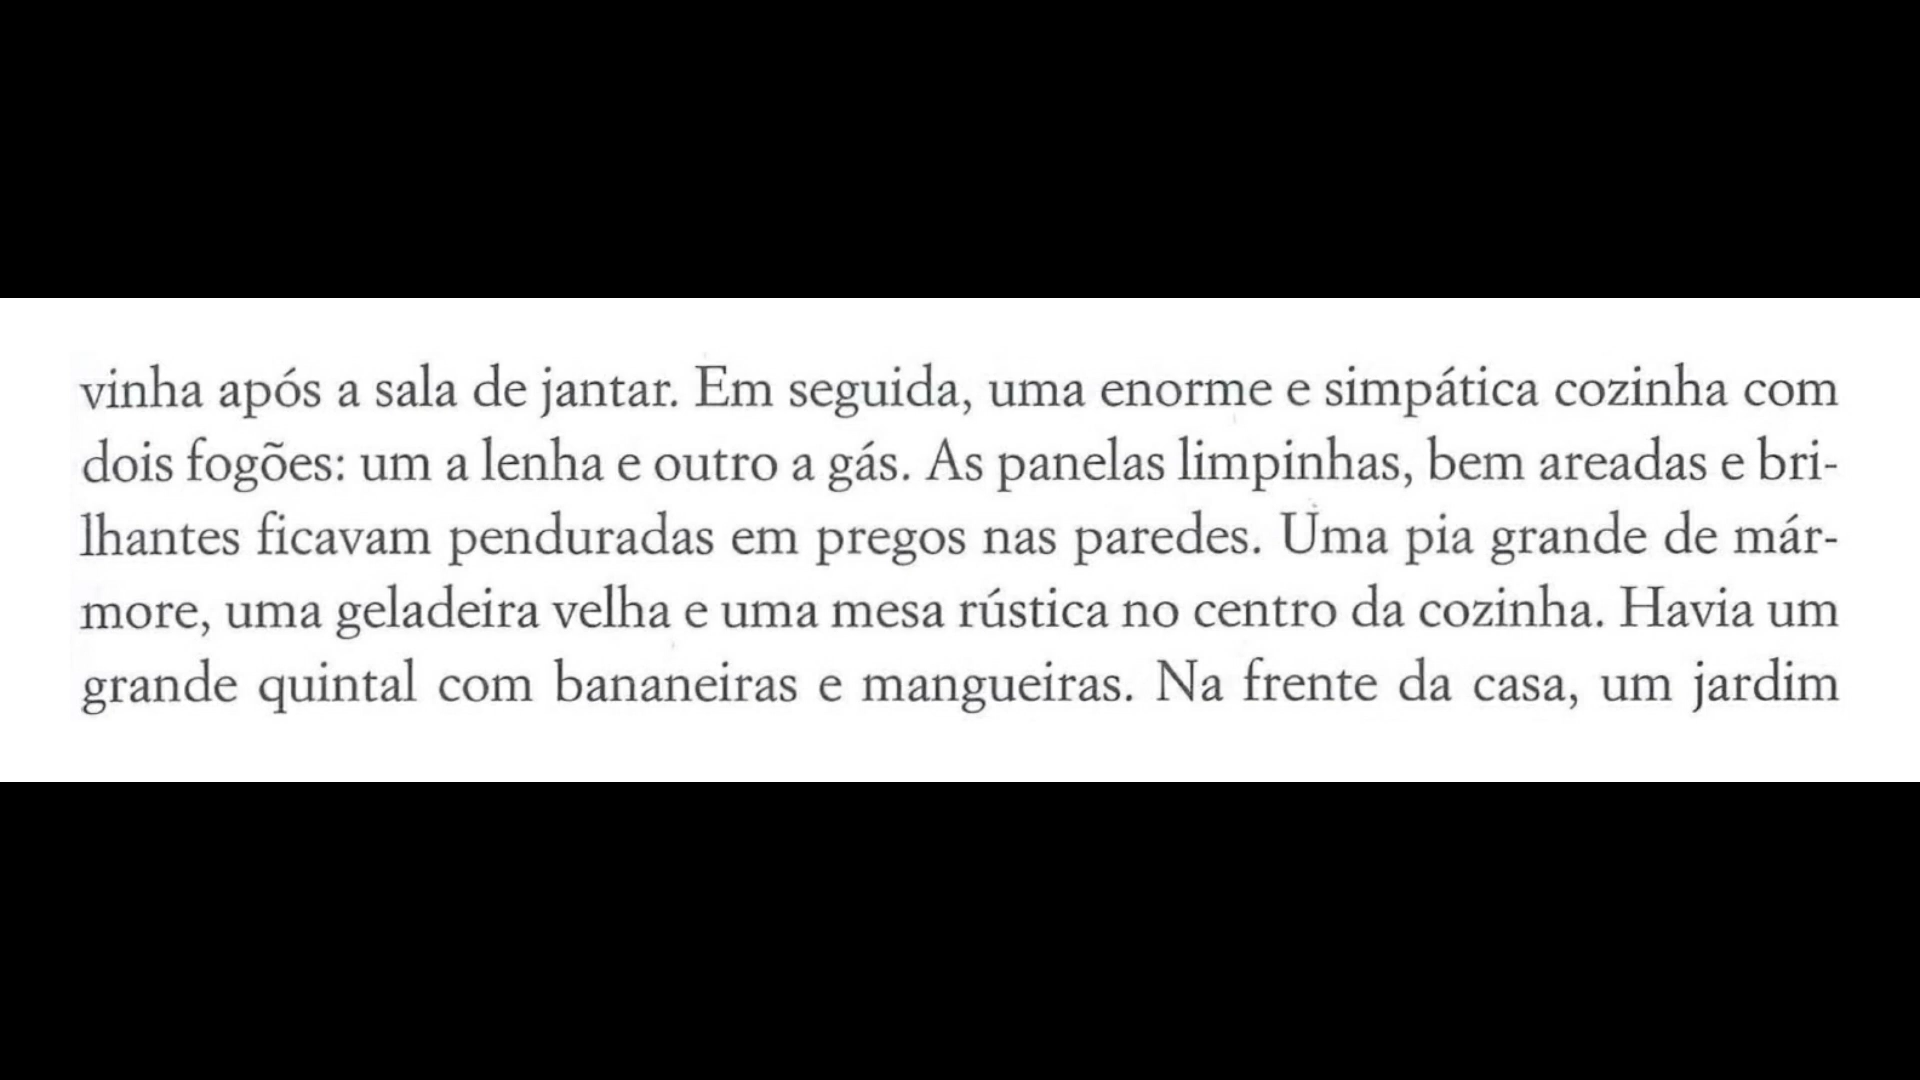 vinha após a sala de jantar. Em seguida, uma enorme e simpática cozinha com
dois fogões: um a lenha e outro a gás. As panelas limpinhas, bem areadas e bri-
lhantes ficavam penduradas em pregos nas paredes. Uma pia grande de már-
more, uma geladeira velha e uma mesa rústica no centro da cozinha. Havia um
grande quintal com bananeiras e mangueiras. Na frente da casa, um jardim